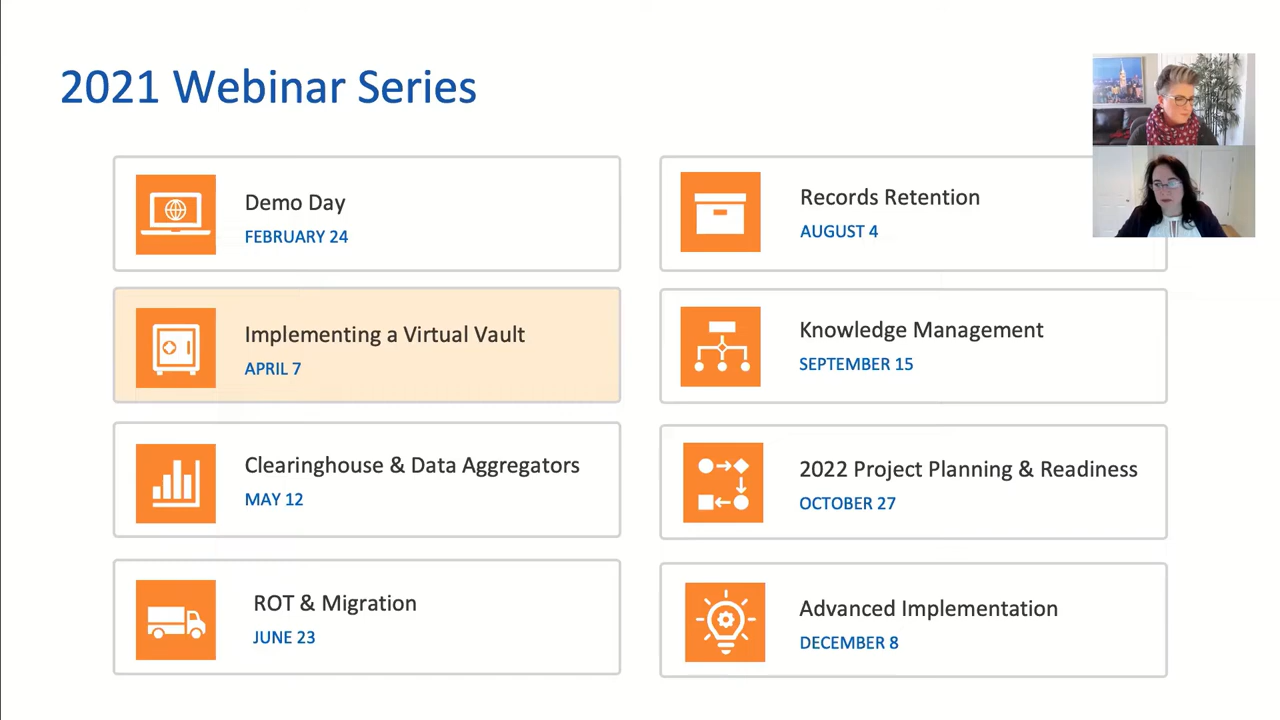 2021 Webinar Series
Demo Day
FEBRUARY 24
Implementing a Virtual Vault
APRIL 7
Clearinghouse & Data Aggregators
MAY 12
ROT & Migration
JUNE 23
Records Retention
AUGUST 4
Knowledge Management
SEPTEMBER 15
2022 Project Planning & Readiness
OCTOBER 27
Advanced Implementation
DECEMBER 8